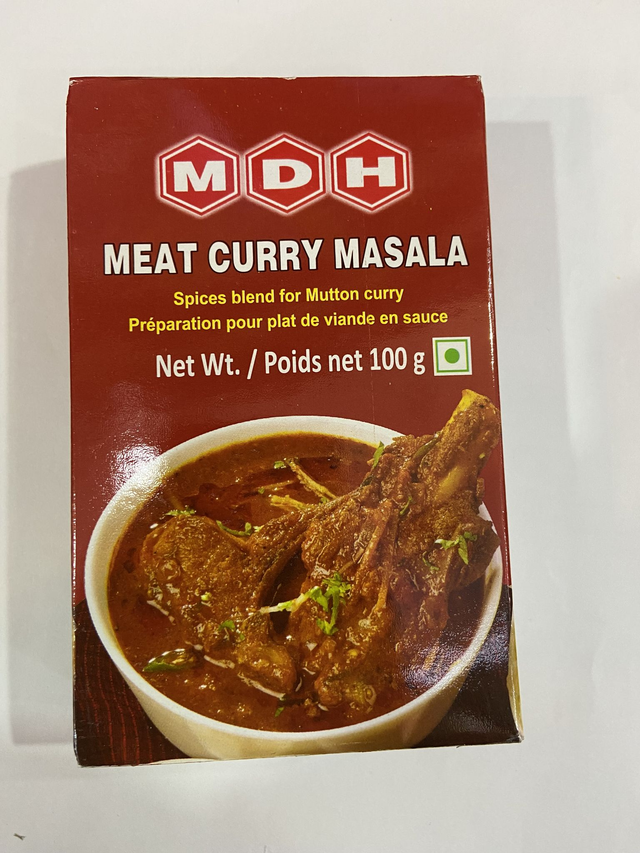 MDH
MEAT CURRY MASALA
Spices blend for Mutton curry
Préparation pour plat de viande en sauce
Net Wt. / Poids net 100 g